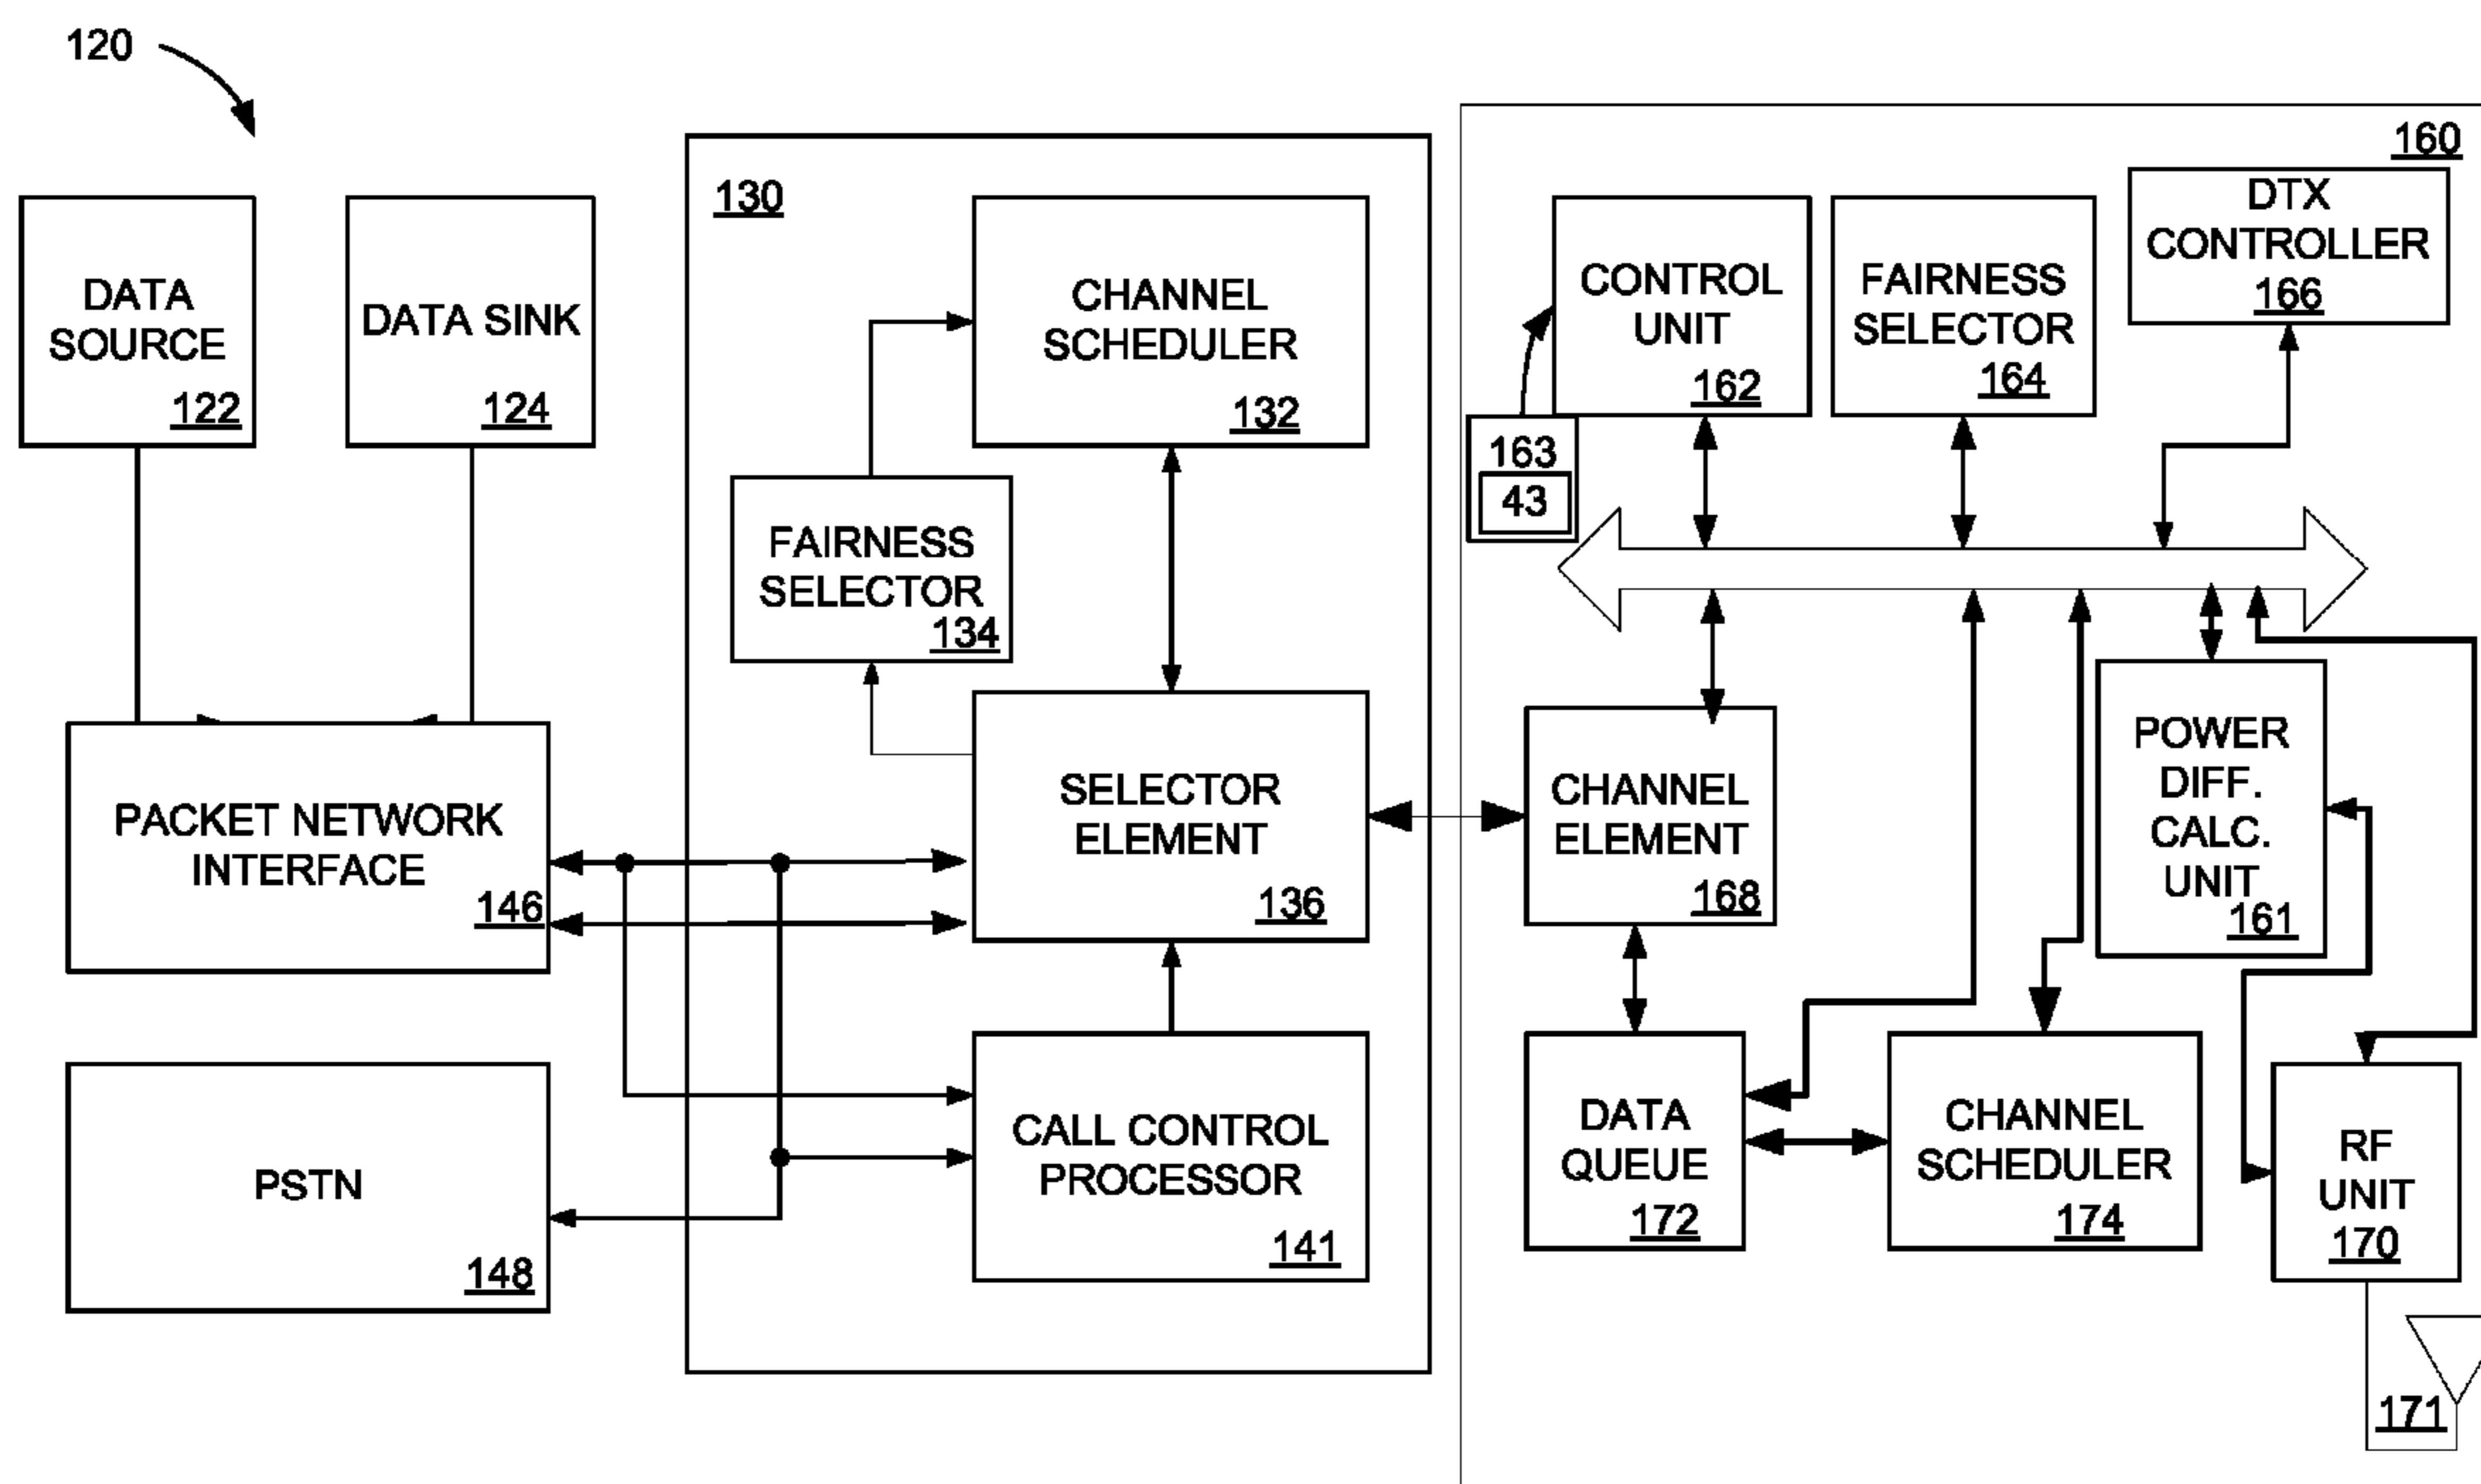 120
160
130
DATA
SOURCE
122
DATA SINK
124
CHANNEL
SCHEDULER
132
CONTROL
UNIT
162
FAIRNESS
SELECTOR
164
DTX
CONTROLLER
166
163
43
FAIRNESS
SELECTOR
134
PACKET NETWORK
INTERFACE
146
SELECTOR
ELEMENT
136
CHANNEL
ELEMENT
168
POWER
DIFF.
CALC.
UNIT
161
PSTN
148
CALL CONTROL
PROCESSOR
141
DATA
QUEUE
172
CHANNEL
SCHEDULER
174
RF
UNIT
170
171